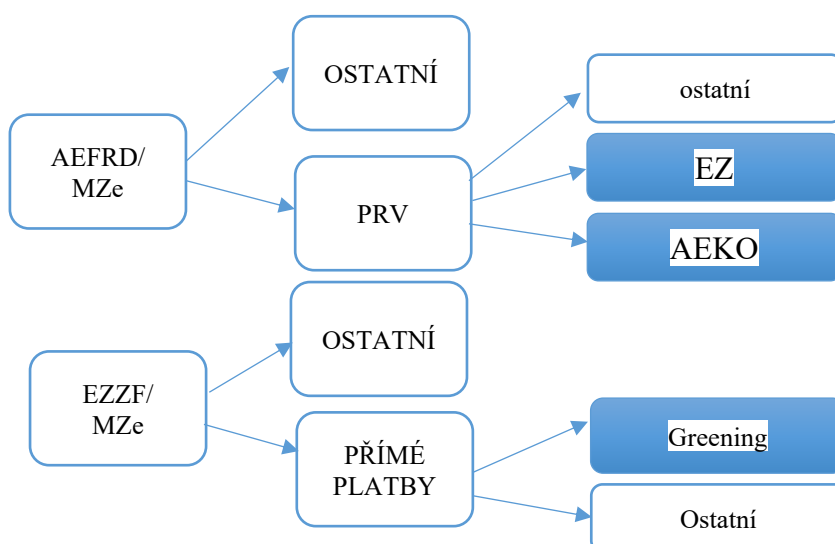 OSTATNÍ
ostatní
AEFRD/
MZe
EZ
PRV
AEKO
OSTATNÍ
EZZF/
MZe
Greening
PŘÍMÉ
PLATBY
Ostatní